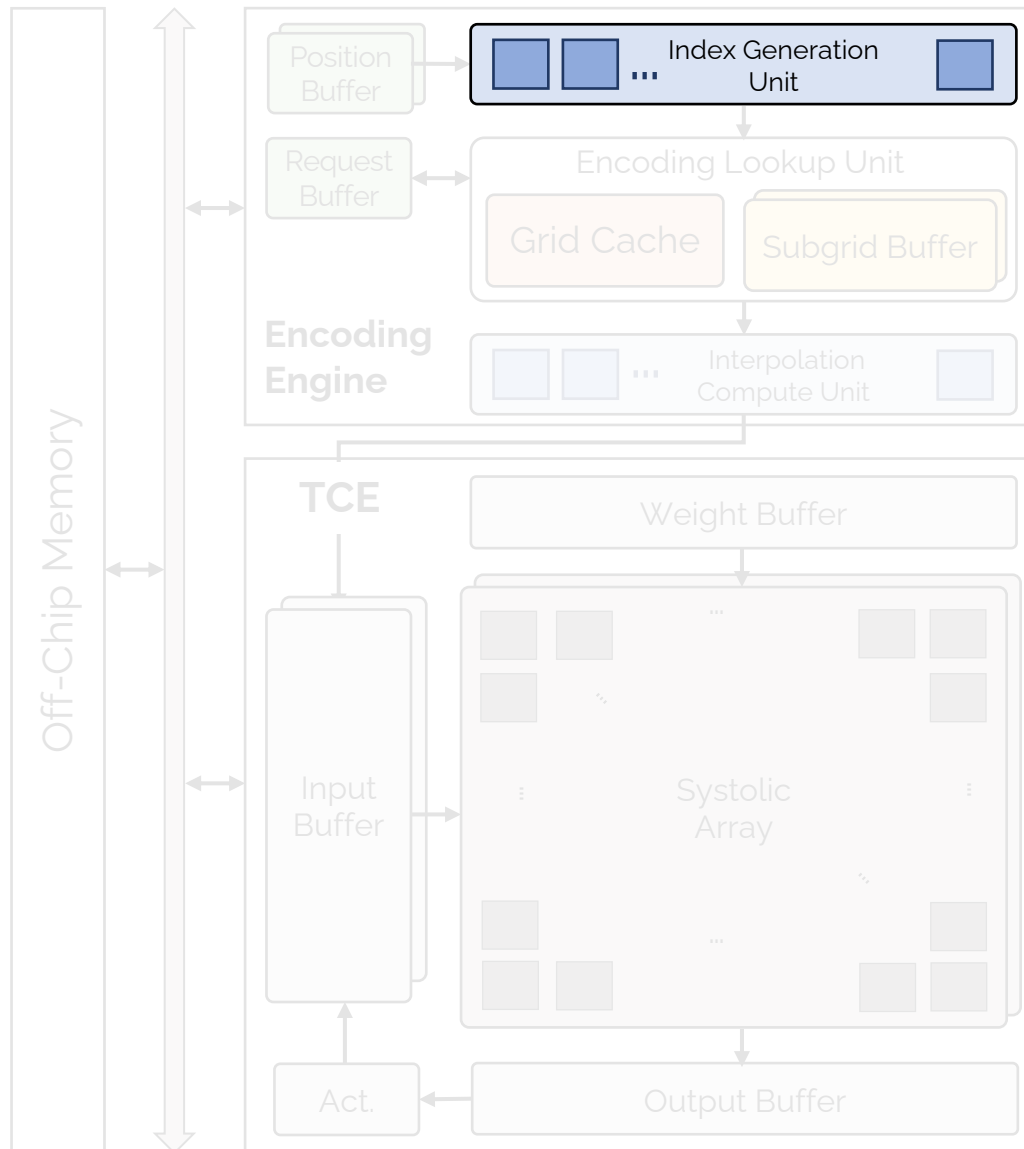 Position
Buffer
Index Generation
Unit
...
Request
Buffer
Encoding Lookup Unit
Grid Cache
Subgrid Buffer
Encoding
Engine
...
Interpolation
Compute Unit
Off-Chip Memory
TCE
Weight Buffer
Input
Buffer
...
...
...
Systolic
Array
...
...
...
Act.
Output Buffer